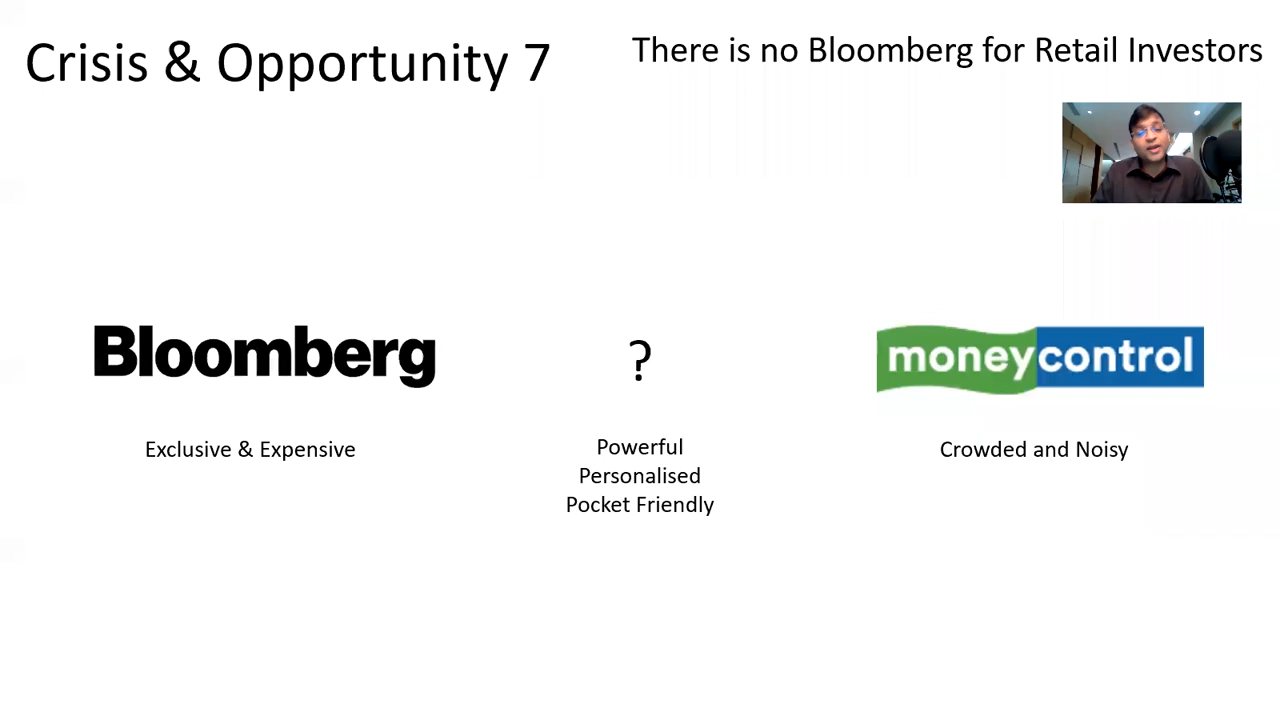 Crisis & Opportunity 7
There is no Bloomberg for Retail Investors
Bloomberg
?
moneycontrol
Exclusive & Expensive
Powerful
Personalised
Pocket Friendly
Crowded and Noisy